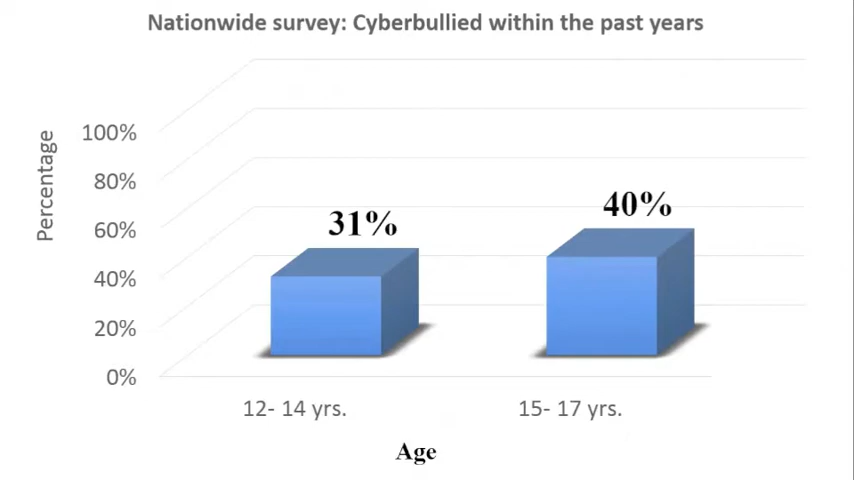 Nationwide survey: Cyberbullied within the past years
Percentage
100%
80%
60%
40%
20%
0%
31%
40%
12- 14 yrs.
15- 17 yrs.
Age